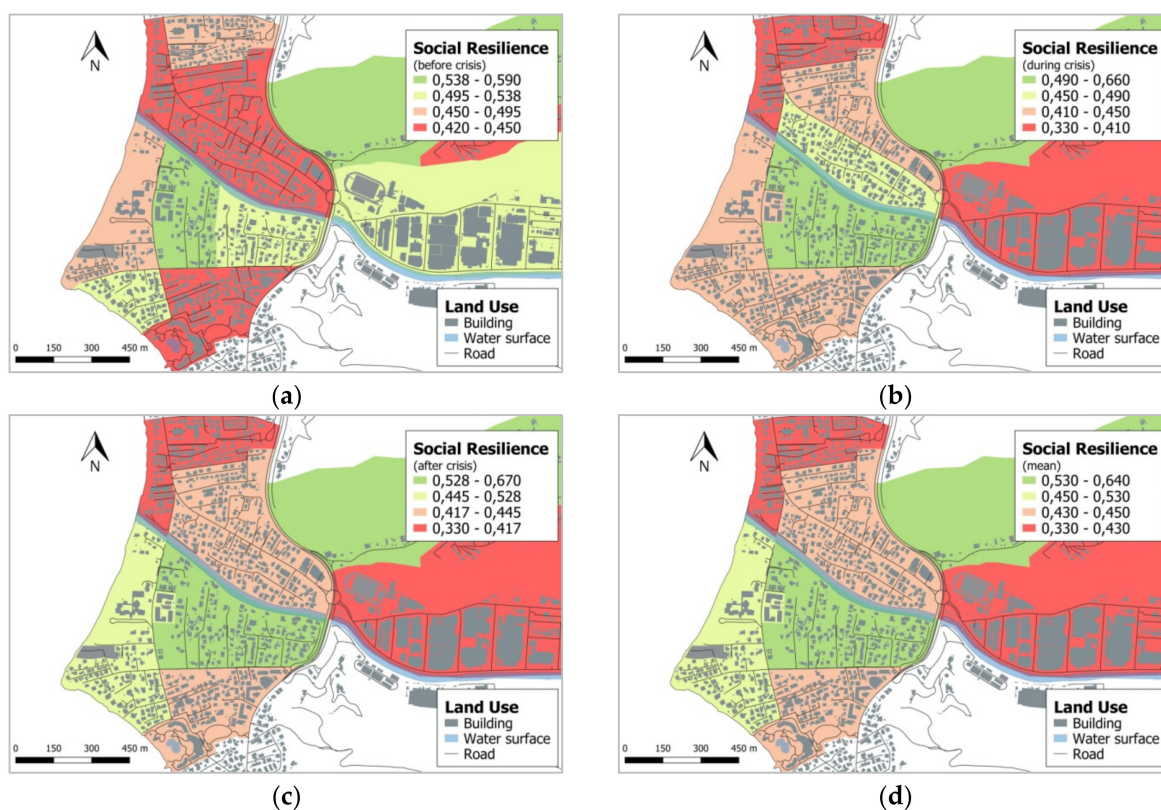 N
Social Resilience
(before crisis)
0,538 - 0,590
0,495 - 0,538
0,450 - 0,495
0,420 - 0,450
Land Use
Building
Water surface
Road
0 150 300 450 m
(a)
N
Social Resilience
(during crisis)
0,490 - 0,660
0,450 - 0,490
0,410 - 0,450
0,330 - 0,410
Land Use
Building
Water surface
Road
0 150 300 450 m
(b)
N
Social Resilience
(after crisis)
0,528 - 0,670
0,445 - 0,528
0,417 - 0,445
0,330 - 0,417
Land Use
Building
Water surface
Road
0 150 300 450 m
(c)
N
Social Resilience
(mean)
0,530 - 0,640
0,450 - 0,530
0,430 - 0,450
0,330 - 0,430
Land Use
Building
Water surface
Road
0 150 300 450 m
(d)